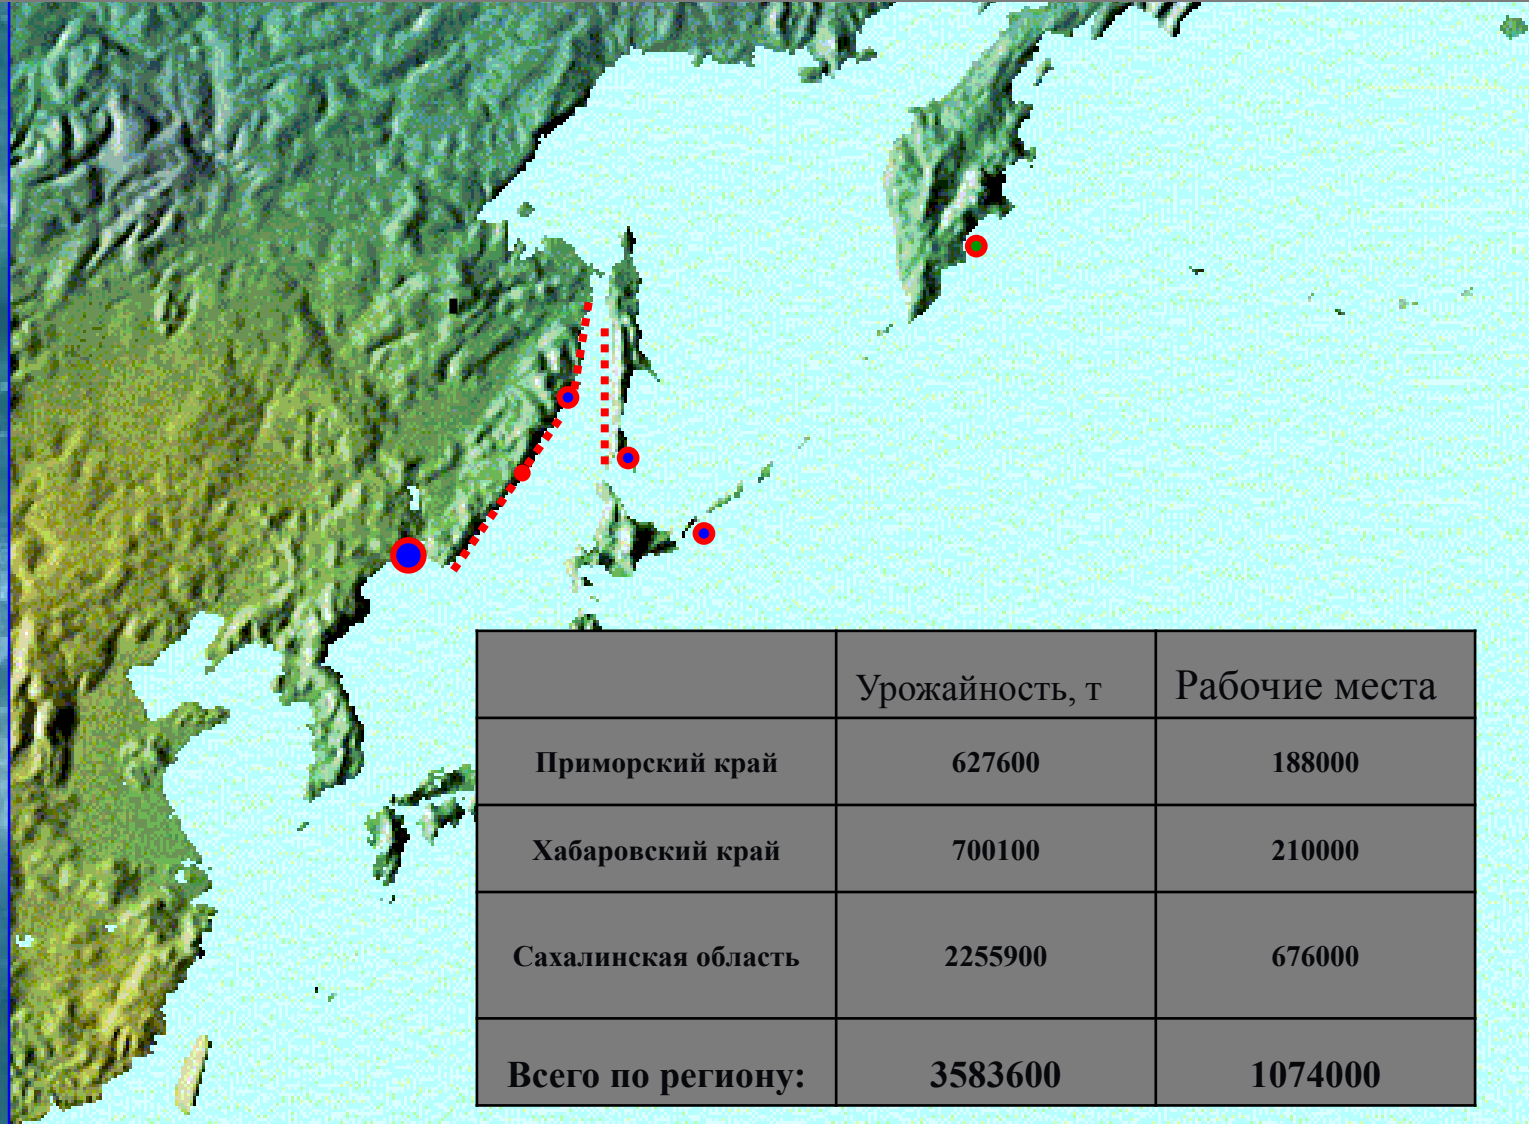 Урожайность, т Рабочие места
Приморский край 627600 188000
Хабаровский край 700100 210000
Сахалинская область 2255900 676000
Всего по региону: 3583600 1074000